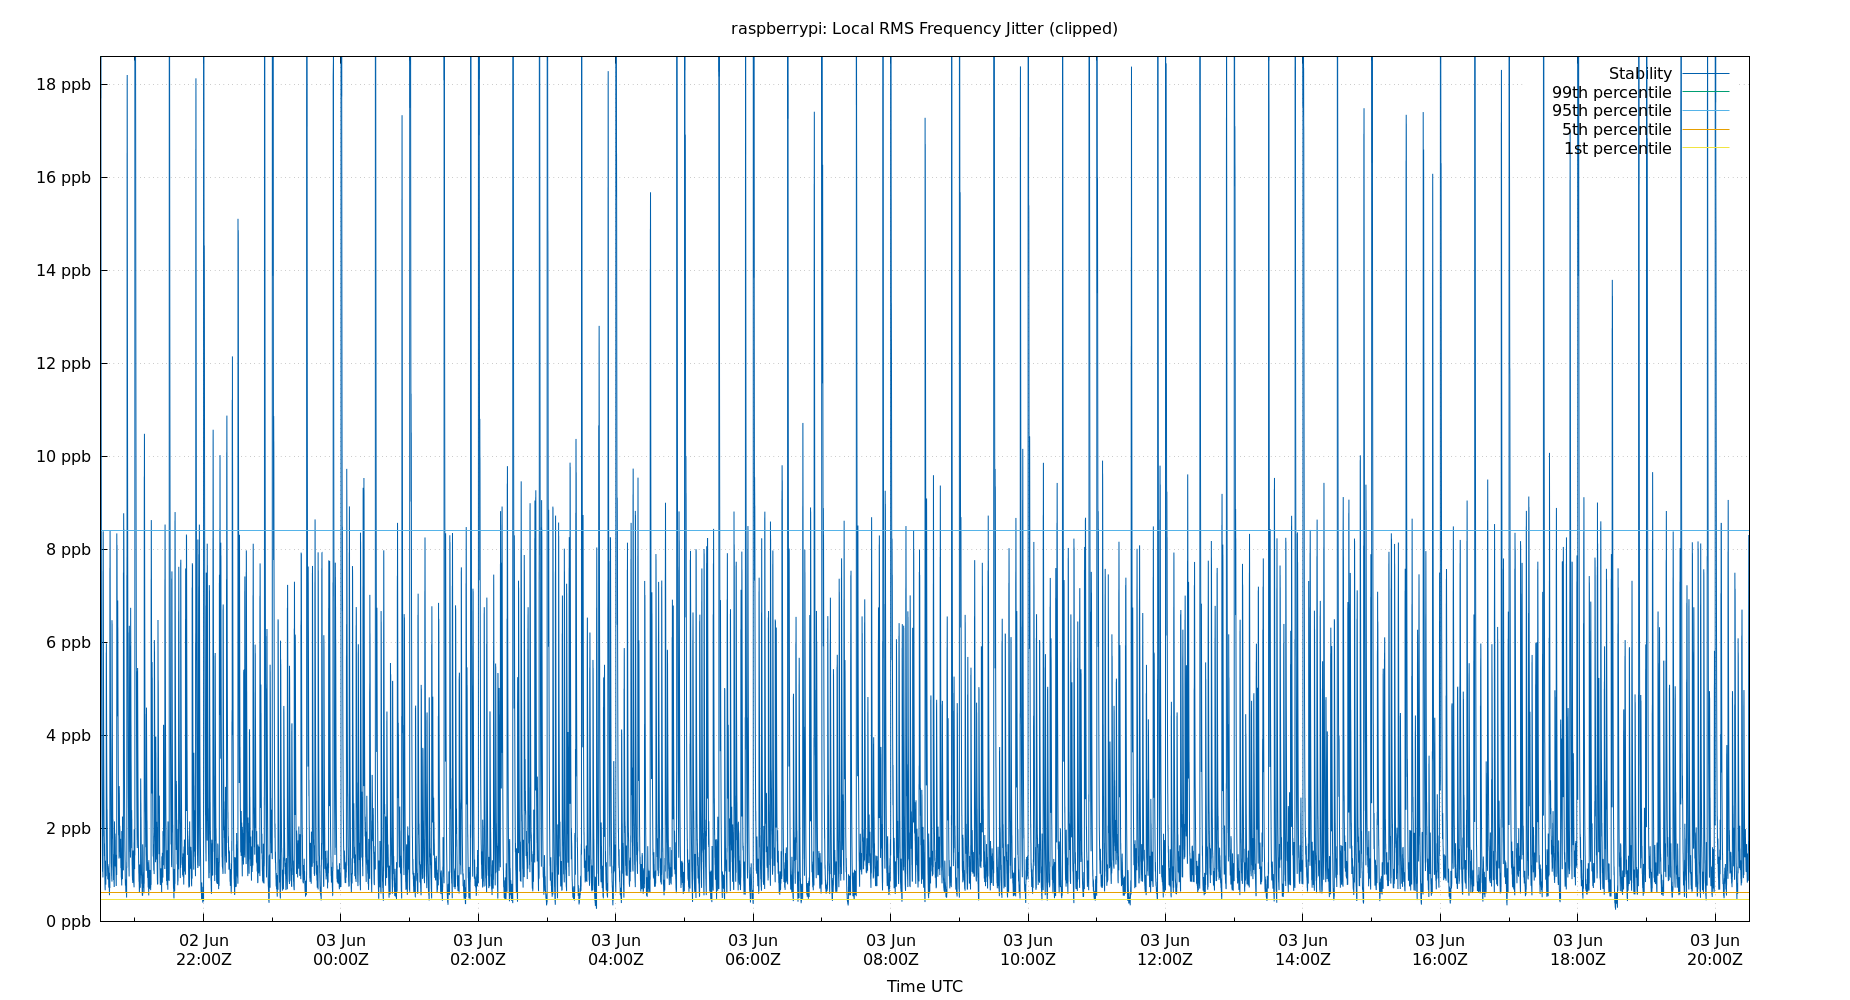 raspberrypi: Local RMS Frequency Jitter (clipped)
Stability
99th percentile
95th percentile
5th percentile
1st percentile
18 ppb
16 ppb
14 ppb
12 ppb
10 ppb
8 ppb
6 ppb
4 ppb
2 ppb
0 ppb
02 Jun 03 Jun 03 Jun 03 Jun 03 Jun 03 Jun 03 Jun 03 Jun 03 Jun 03 Jun 03 Jun 03 Jun
22:00Z 00:00Z 02:00Z 04:00Z 06:00Z 08:00Z 10:00Z 12:00Z 14:00Z 16:00Z 18:00Z 20:00Z
Time UTC